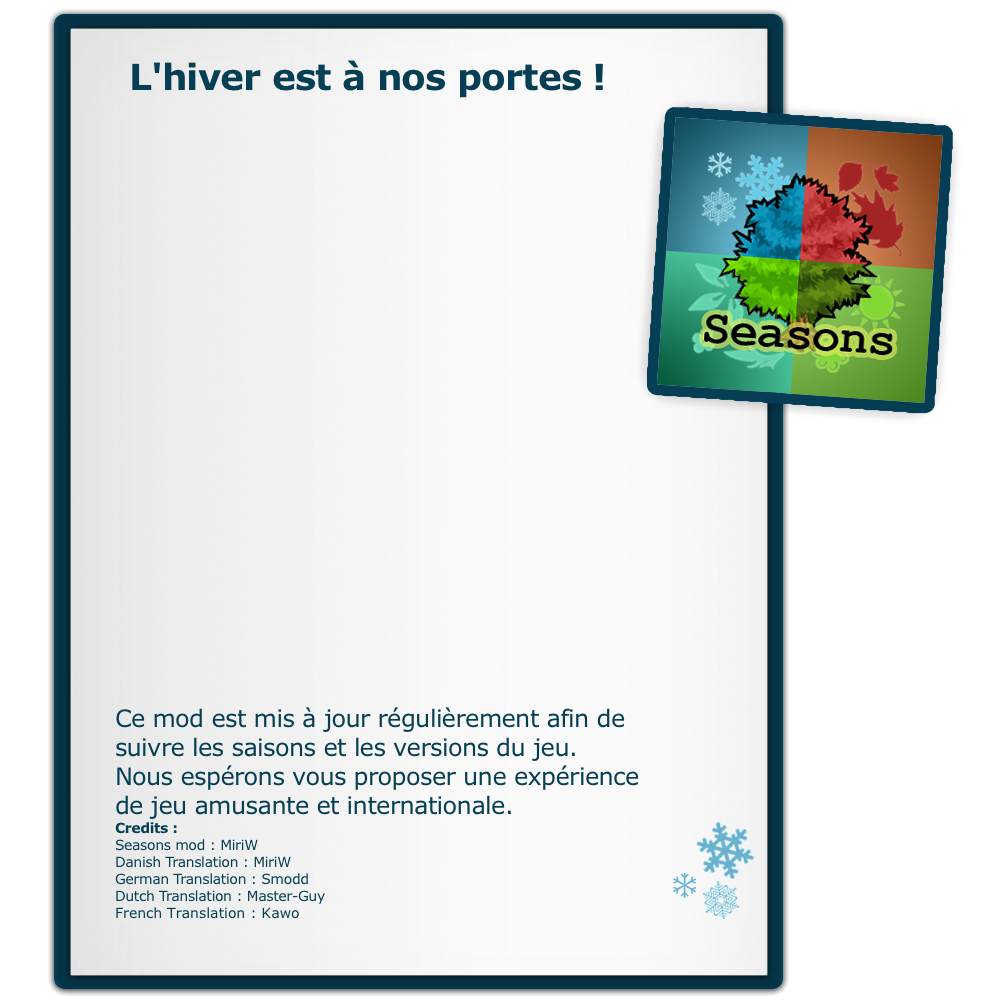 L'hiver est à nos portes !
Seasons
Ce mod est mis à jour régulièrement afin de
suivre les saisons et les versions du jeu.
Nous espérons vous proposer une expérience
de jeu amusante et internationale.
Credits :
Seasons mod : MiriW
Danish Translation : MiriW
German Translation : Smodd
Dutch Translation : Master-Guy
French Translation : Kawo